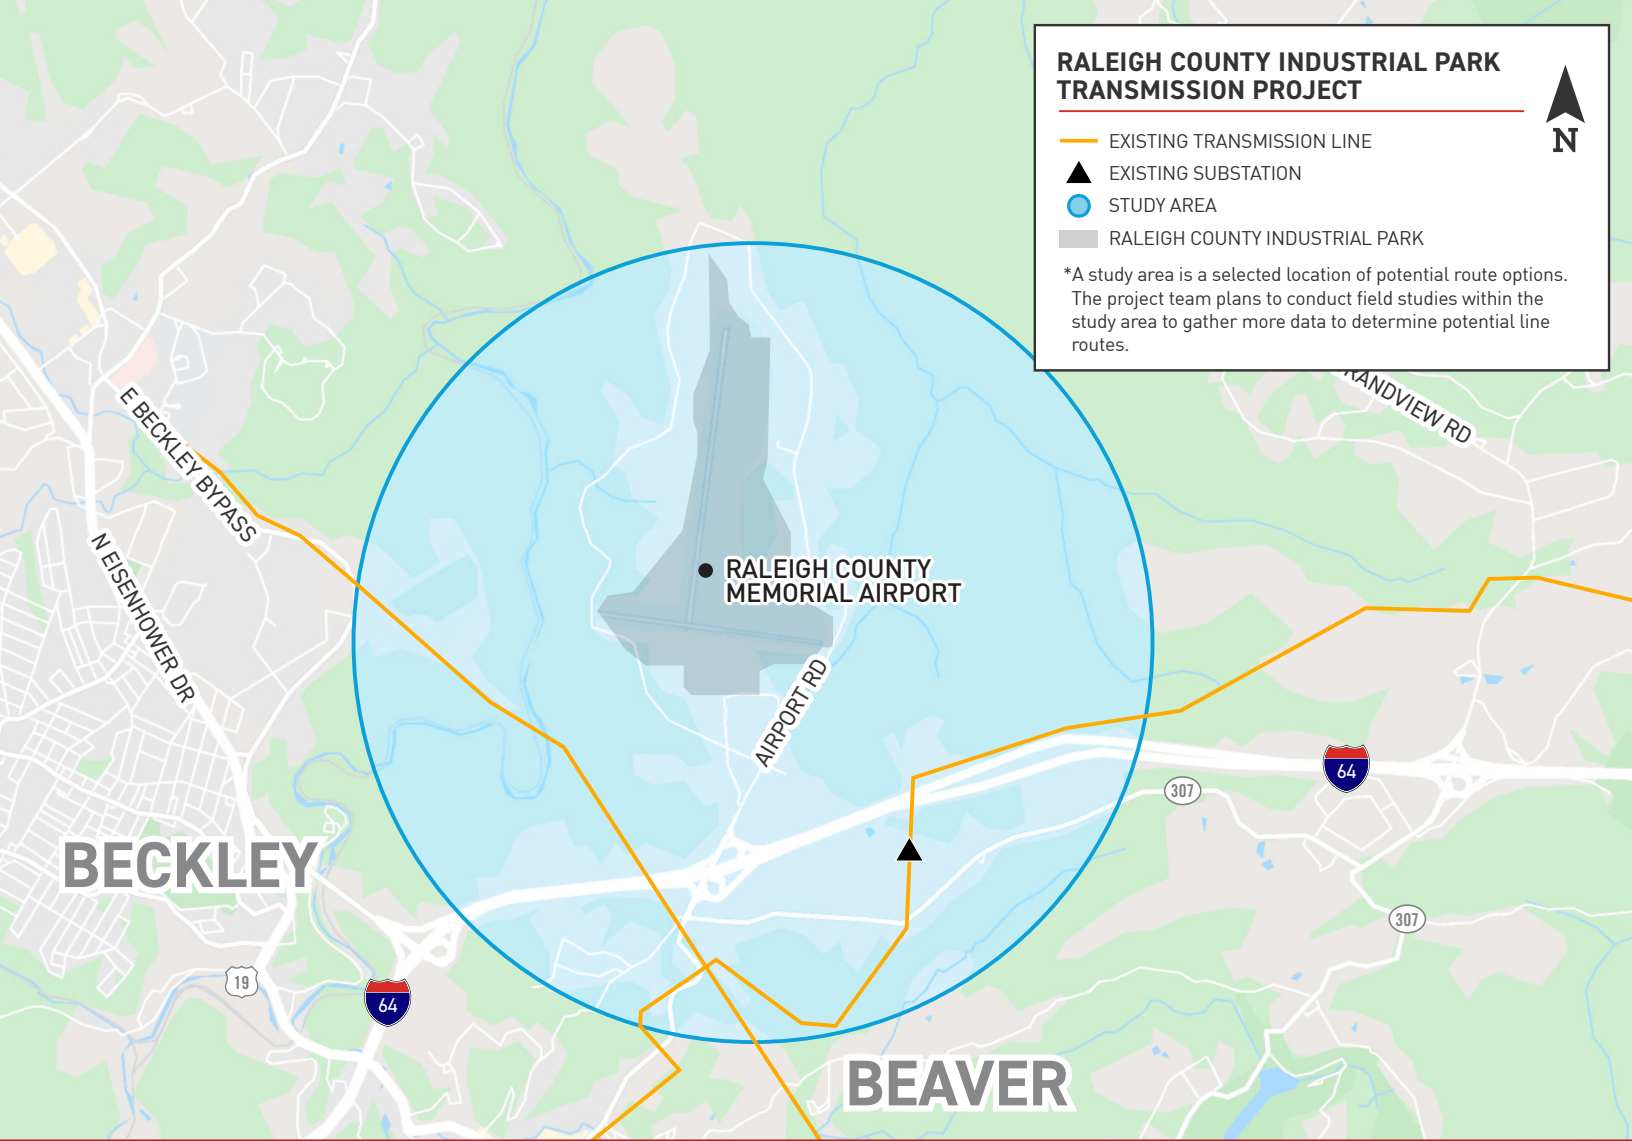 RALEIGH COUNTY INDUSTRIAL PARK
TRANSMISSION PROJECT
N
EXISTING TRANSMISSION LINE
EXISTING SUBSTATION
STUDY AREA
RALEIGH COUNTY INDUSTRIAL PARK
*A study area is a selected location of potential route options.
The project team plans to conduct field studies within the
study area to gather more data to determine potential line
routes.
RANDVIEW RD
E BECKLEY BYPASS
N EISENHOWER DR
RALEIGH COUNTY
MEMORIAL AIRPORT
AIRPORT RD
64
307
BECKLEY
307
19
64
BEAVER